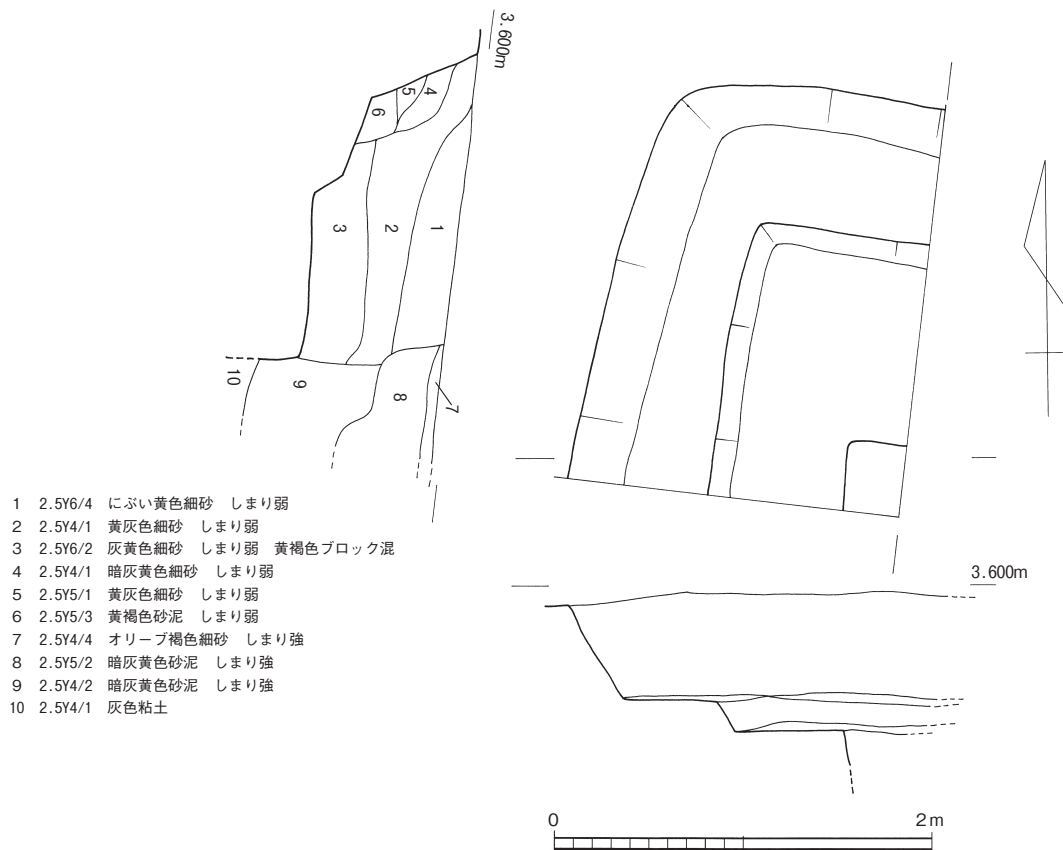 3.600m
5
4
6
3
2
1
10
9
8
7
1 2.5Y6/4 にぶい黄色細砂 しまり弱
2 2.5Y4/1 黄灰色細砂 しまり弱
3 2.5Y6/2 灰黄色細砂 しまり弱 黄褐色ブロック混
4 2.5Y4/1 暗灰黄色細砂 しまり弱
5 2.5Y5/1 黄灰色細砂 しまり弱
6 2.5Y5/3 黄褐色砂泥 しまり弱
7 2.5Y4/4 オリーブ褐色細砂 しまり強
8 2.5Y5/2 暗灰黄色砂泥 しまり強
9 2.5Y4/2 暗灰黄色砂泥 しまり強
10 2.5Y4/1 灰色粘土
3.600m
0 2m